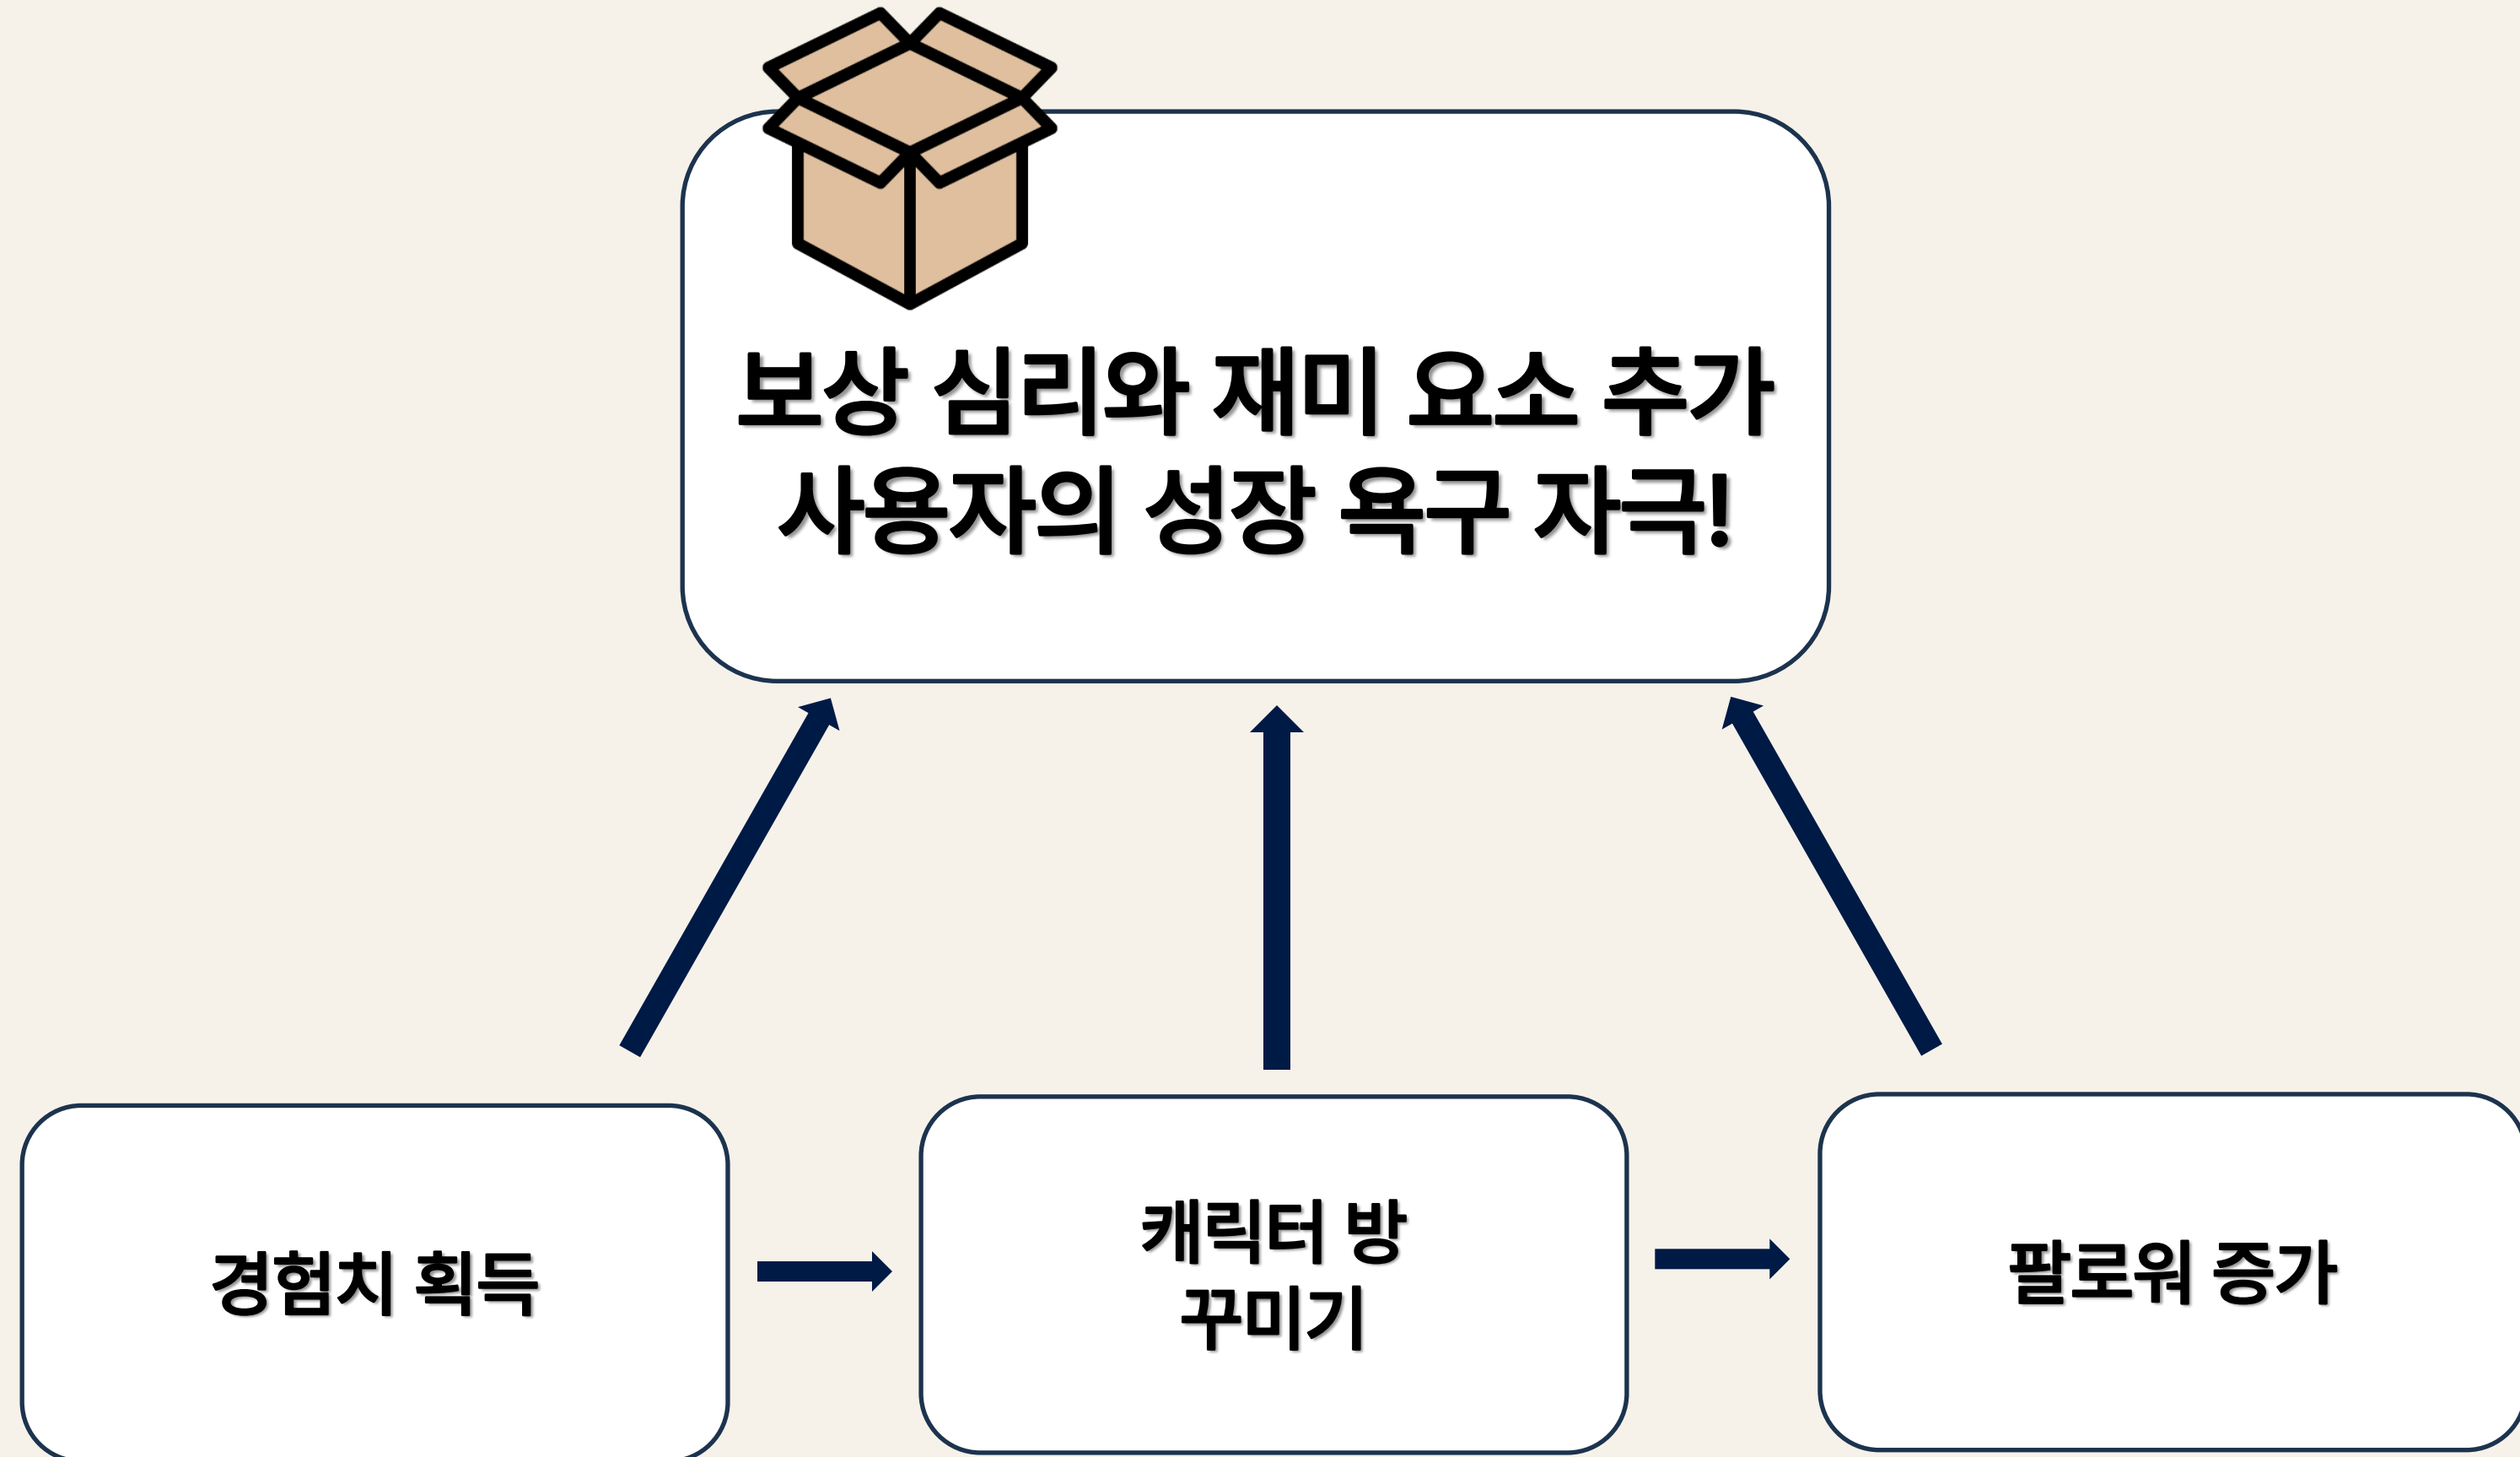 보상 심리와 재미 요소 추가
사용자의 성장 욕구 자극!
경험치 획득
캐릭터 방
꾸미기
팔로워 증가